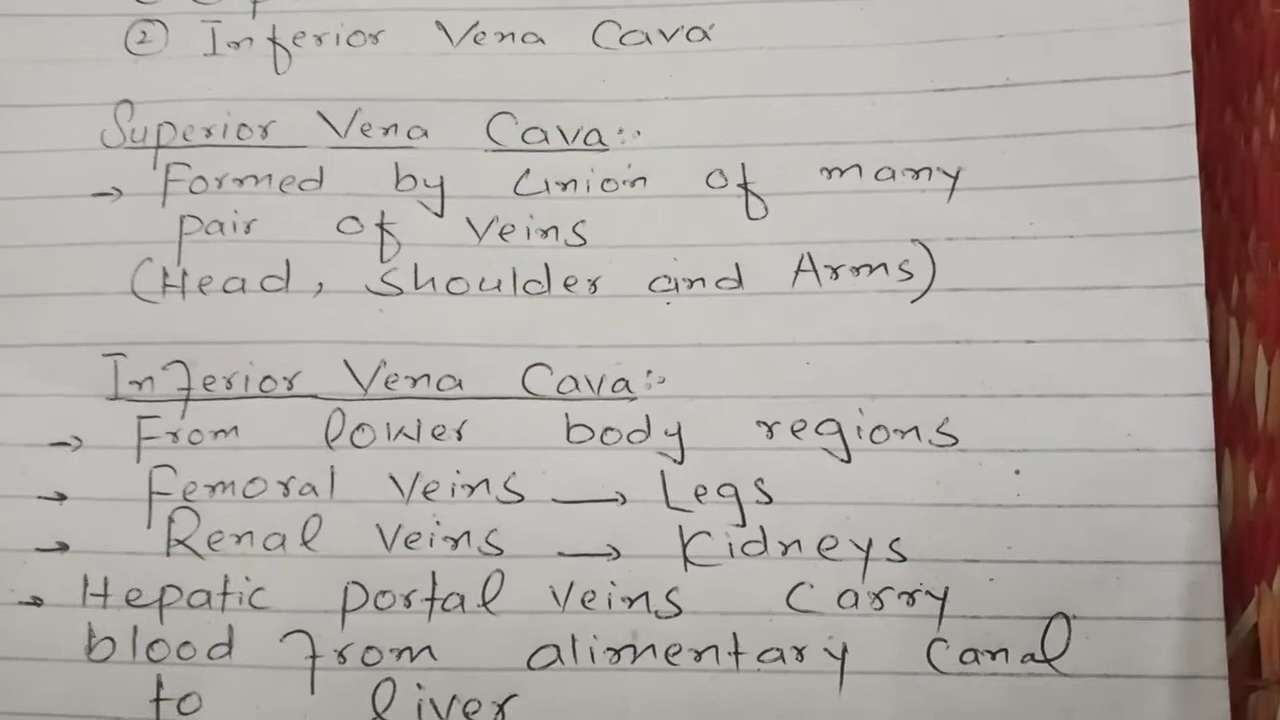 ② Inferior Vena Cava
Superior Vena Cava:-
→ Formed by Union of many
pair of veins
(Head, shoulder and Arms)
Inferior Vena Cava:-
→ From lower body regions
→ Femoral veins → Legs
→ Renal veins → Kidneys
→ Hepatic portal veins carry
blood from alimentary canal
to liver